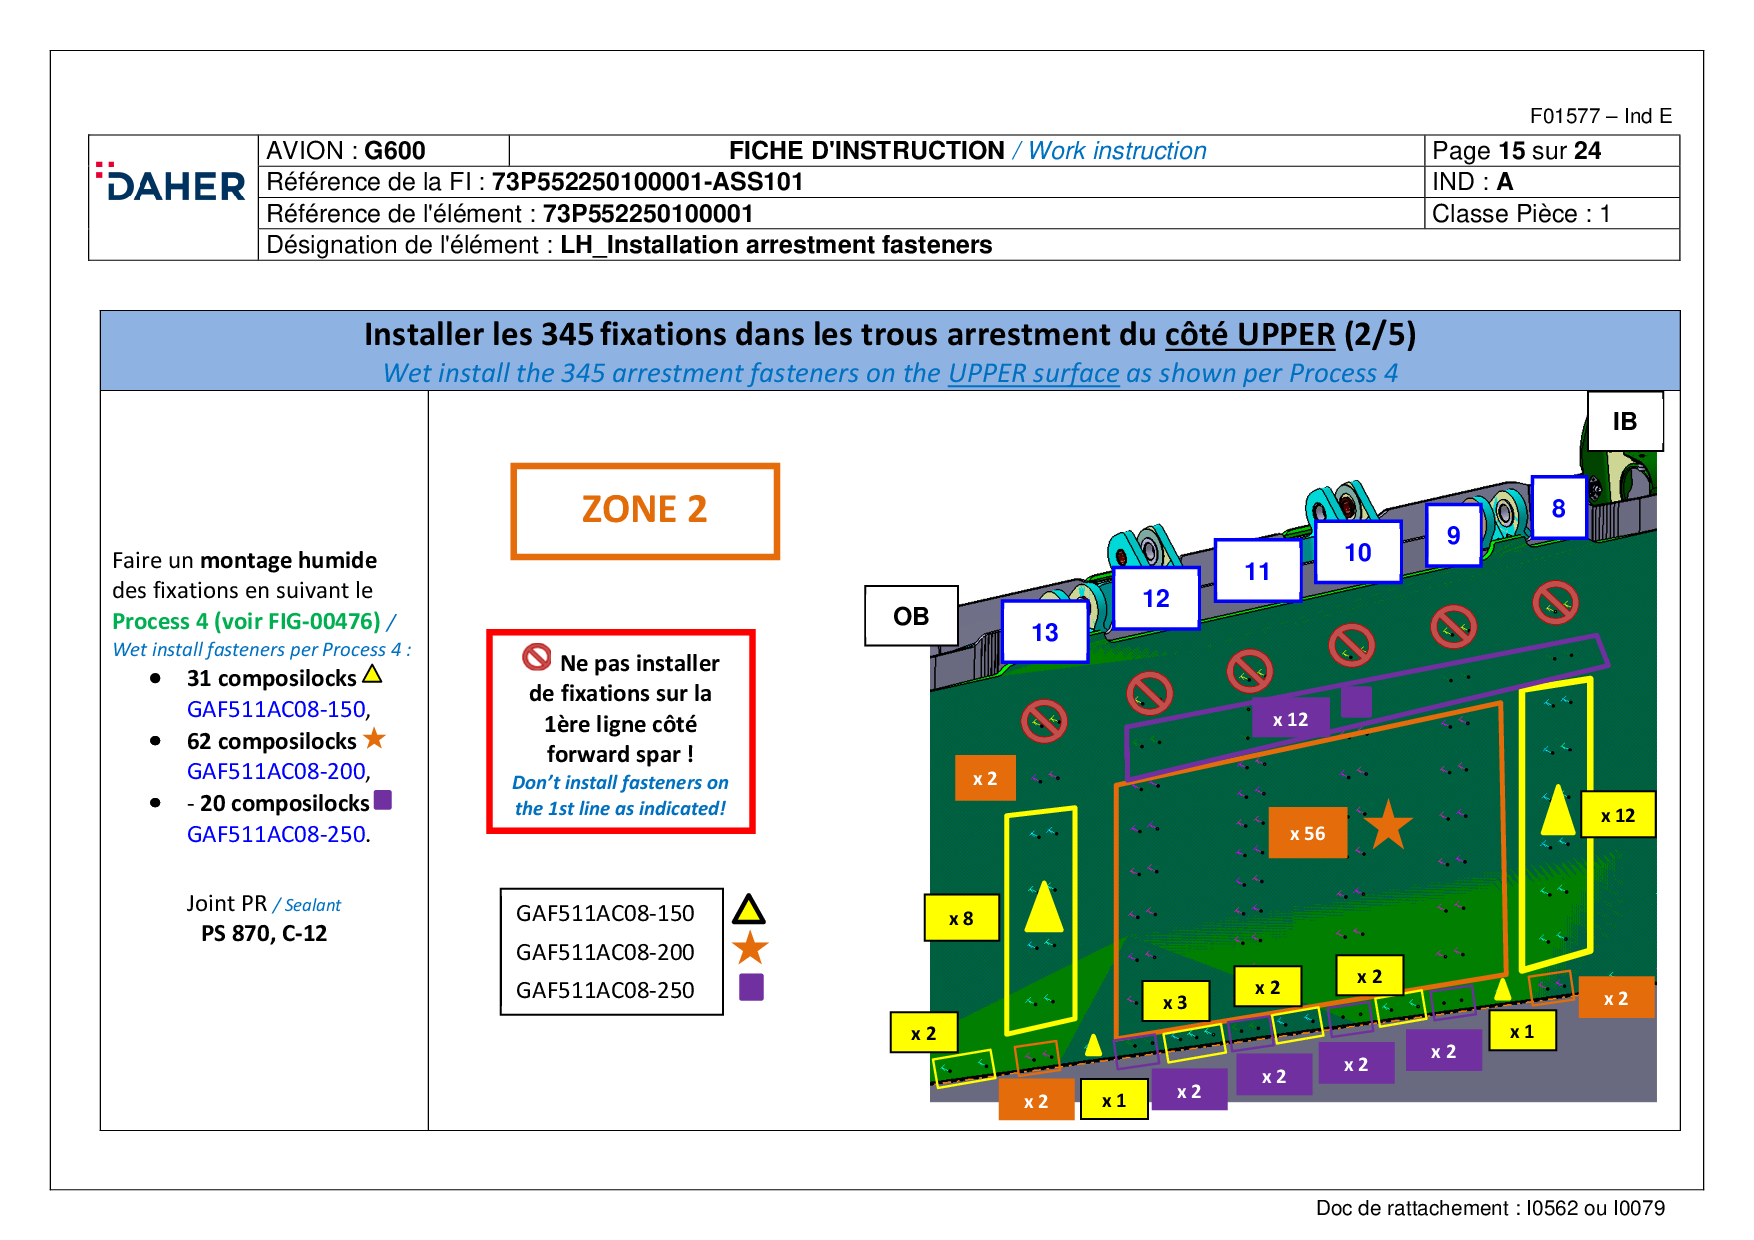 F01577 – Ind E
DAHER
AVION : G600
FICHE D'INSTRUCTION / Work instruction
Page 15 sur 24
Référence de la FI : 73P552250100001-ASS101
IND : A
Référence de l'élément : 73P552250100001
Classe Pièce : 1
Désignation de l'élément : LH_Installation arrestment fasteners
Installer les 345 fixations dans les trous arrestment du côté UPPER (2/5)
Wet install the 345 arrestment fasteners on the UPPER surface as shown per Process 4
Faire un montage humide
des fixations en suivant le
Process 4 (voir FIG-00476) /
Wet install fasteners per Process 4 :
• 31 composilocks
GAF511AC08-150,
• 62 composilocks
GAF511AC08-200,
• - 20 composilocks
GAF511AC08-250.
Joint PR / Sealant
PS 870, C-12
ZONE 2
Ne pas installer
de fixations sur la
1ère ligne côté
forward spar !
Don't install fasteners on
the 1st line as indicated!
GAF511AC08-150
GAF511AC08-200
GAF511AC08-250
IB
8
9
10
11
12
13
OB
x 12
x 2
x 56
x 12
x 8
x 2
x 3
x 2
x 2
x 2
x 1
x 2
x 1
x 2
x 2
x 2
x 2
Doc de rattachement : I0562 ou I0079